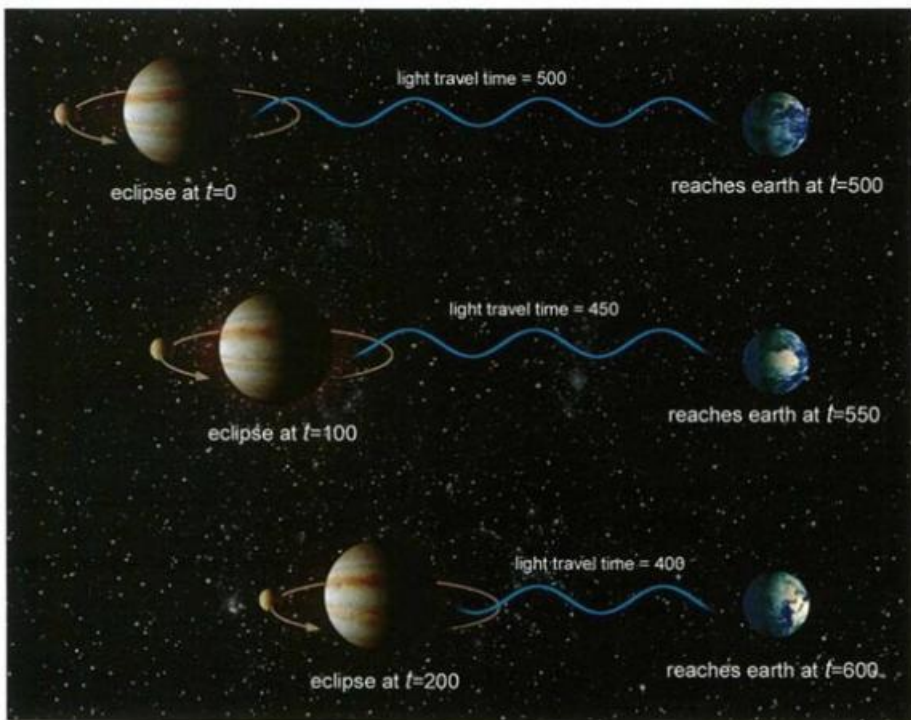 light travel time = 500
eclipse at t=0
reaches earth at t=500
light travel time = 450
eclipse at t=100
reaches earth at t=550
light travel time = 400
eclipse at t=200
reaches earth at t=600